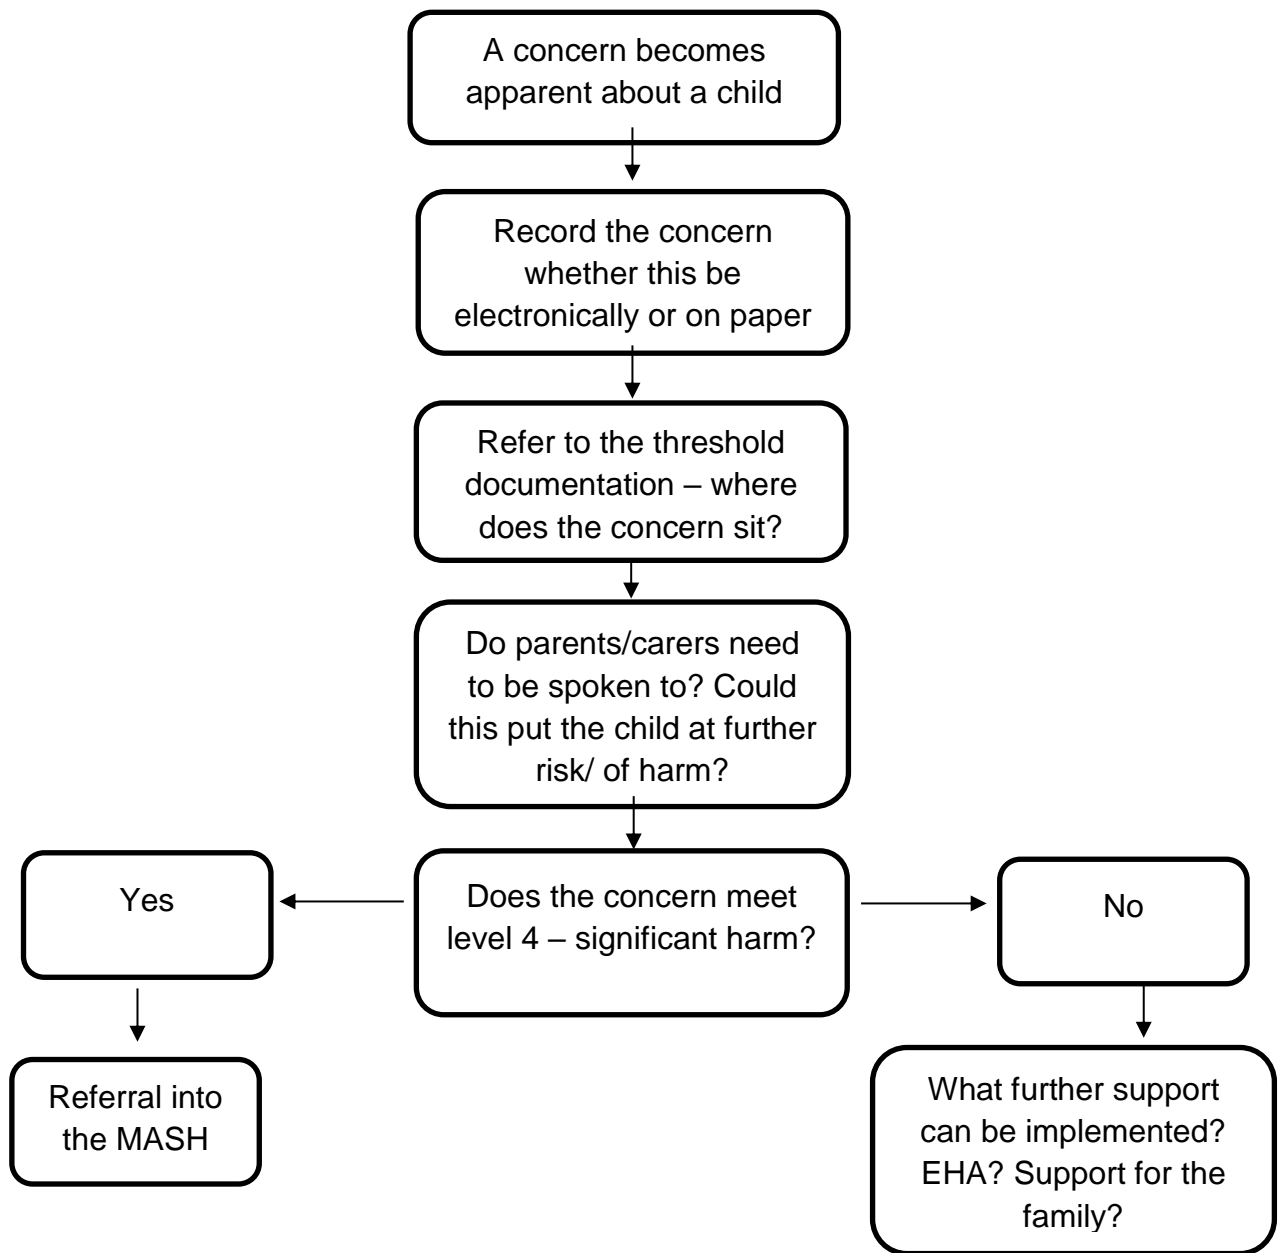 A concern becomes
apparent about a child
Record the concern
whether this be
electronically or on paper
Refer to the threshold
documentation – where
does the concern sit?
Do parents/carers need
to be spoken to? Could
this put the child at further
risk/ of harm?
Does the concern meet
level 4 – significant harm?
Yes
No
Referral into
the MASH
What further support
can be implemented?
EHA? Support for the
family?